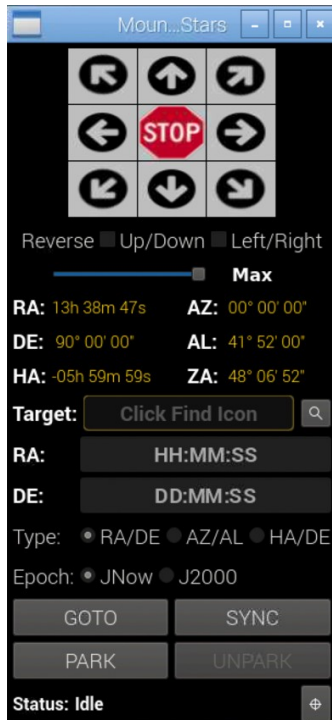 Moun...Stars
STOP
Reverse Up/Down Left/Right
Max
RA: 13h 38m 47s AZ: 00° 00' 00"
DE: 90° 00' 00" AL: 41° 52' 00"
HA: -05h 59m 59s ZA: 48° 06' 52"
Target: Click Find Icon
RA: HH:MM:SS
DE: DD:MM:SS
Type: RA/DE AZ/AL HA/DE
Epoch: JNow J2000
GOTO SYNC
PARK UNPARK
Status: Idle